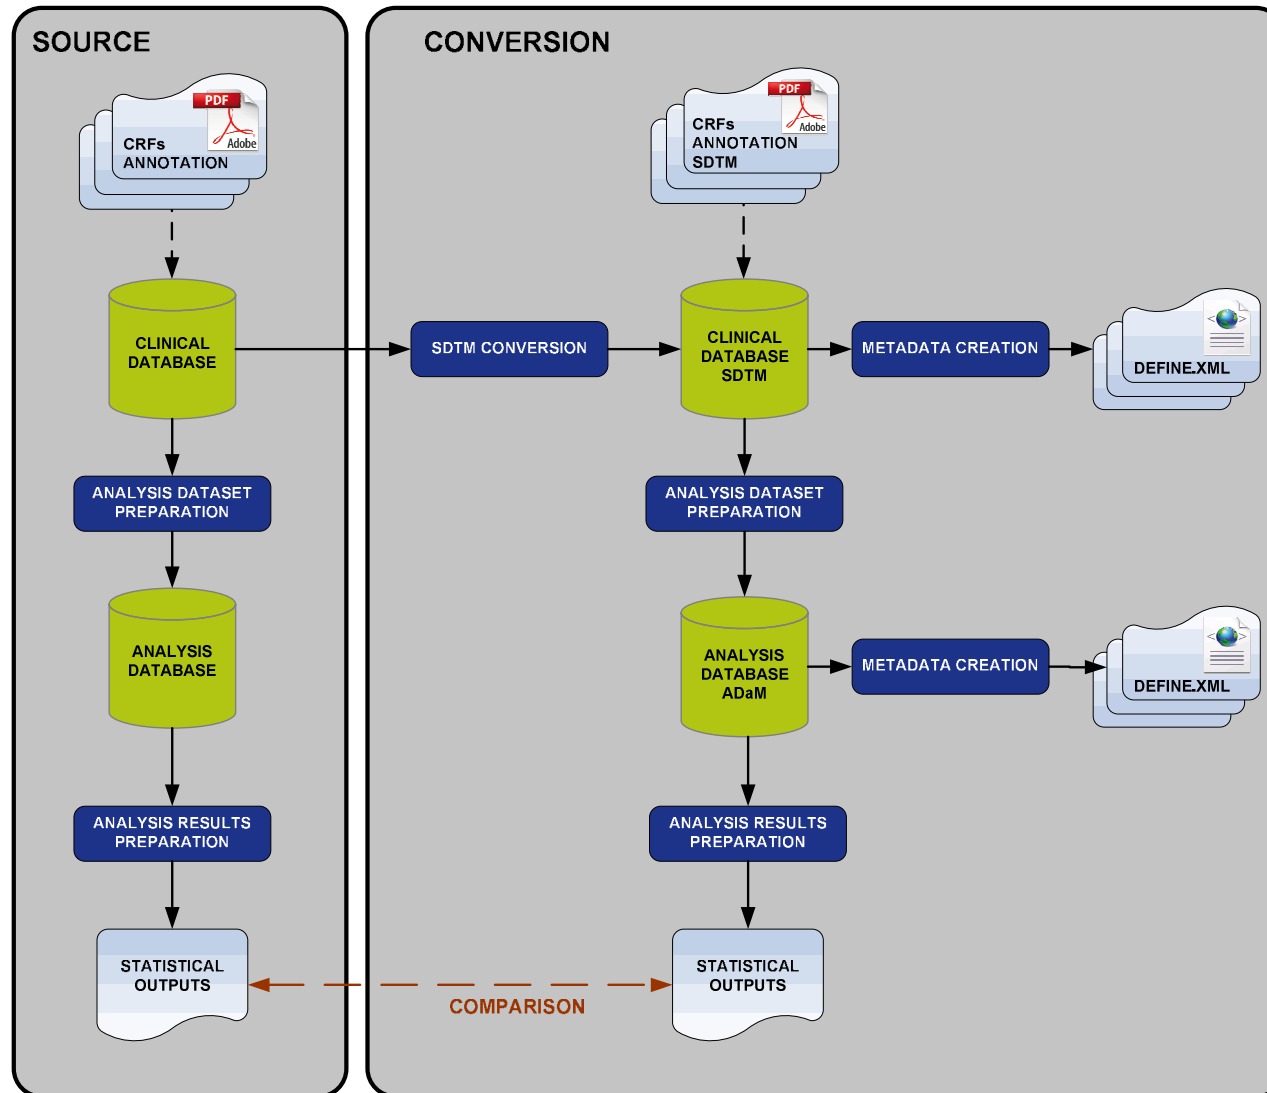 SOURCE
PDF
CRFs
ANNOTATION
Adobe
CLINICAL
DATABASE
ANALYSIS DATASET
PREPARATION
ANALYSIS
DATABASE
ANALYSIS RESULTS
PREPARATION
STATISTICAL
OUTPUTS
COMPARISON
CONVERSION
PDF
CRFs
ANNOTATION
SDTM
Adobe
SDTM CONVERSION
CLINICAL
DATABASE
SDTM
METADATA CREATION
DEFINE.XML
ANALYSIS DATASET
PREPARATION
ANALYSIS
DATABASE
ADaM
METADATA CREATION
DEFINE.XML
ANALYSIS RESULTS
PREPARATION
STATISTICAL
OUTPUTS